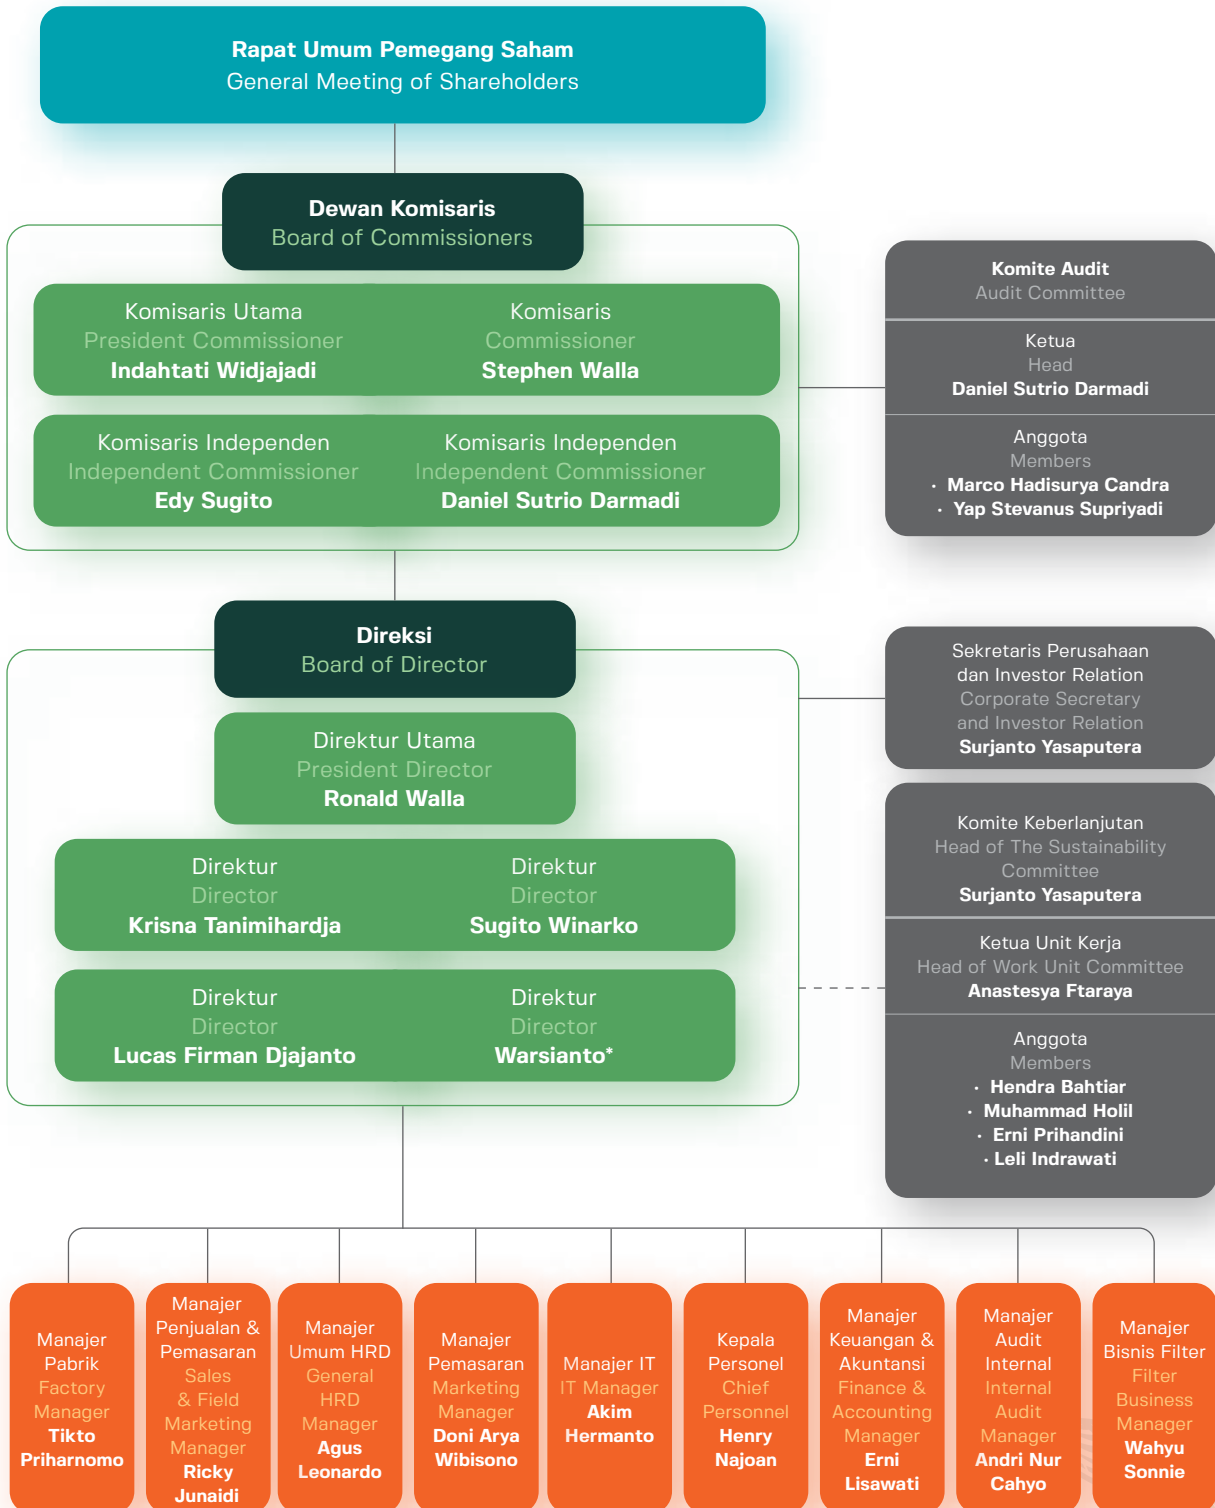 Rapat Umum Pemegang Saham
General Meeting of Shareholders
Dewan Komisaris
Board of Commissioners
Komisaris Utama
President Commissioner
Indahtati Widjajadi
Komisaris
Commissioner
Stephen Walla
Komisaris Independen
Independent Commissioner
Edy Sugito
Komisaris Independen
Independent Commissioner
Daniel Sutrio Darmadi
Komite Audit
Audit Committee
Ketua
Head
Daniel Sutrio Darmadi
Anggota
Members
· Marco Hadisurya Candra
· Yap Stevanus Supriyadi
Direksi
Board of Director
Direktur Utama
President Director
Ronald Walla
Direktur
Director
Krisna Tanimihardja
Direktur
Director
Sugito Winarko
Direktur
Director
Lucas Firman Djajanto
Direktur
Director
Warsianto*
Sekretaris Perusahaan
dan Investor Relation
Corporate Secretary
and Investor Relation
Surjanto Yasaputera
Komite Keberlanjutan
Head of The Sustainability
Committee
Surjanto Yasaputera
Ketua Unit Kerja
Head of Work Unit Committee
Anastesya Ftaraya
Anggota
Members
· Hendra Bahtiar
· Muhammad Holil
· Erni Prihandini
· Leli Indrawati
Manajer
Pabrik
Factory
Manager
Tikto
Priharnomo
Manajer
Penjualan &
Pemasaran
Sales
& Field
Marketing
Manager
Ricky
Junaidi
Manajer
Umum HRD
General
HRD
Manager
Agus
Leonardo
Manajer
Pemasaran
Marketing
Manager
Doni Arya
Wibisono
Manajer IT
IT Manager
Akim
Hermanto
Kepala
Personel
Chief
Personnel
Henry
Najoan
Manajer
Keuangan &
Akuntansi
Finance &
Accounting
Manager
Erni
Lisawati
Manajer
Audit
Internal
Internal
Audit
Manager
Andri Nur
Cahyo
Manajer
Bisnis Filter
Filter
Business
Manager
Wahyu
Sonnie